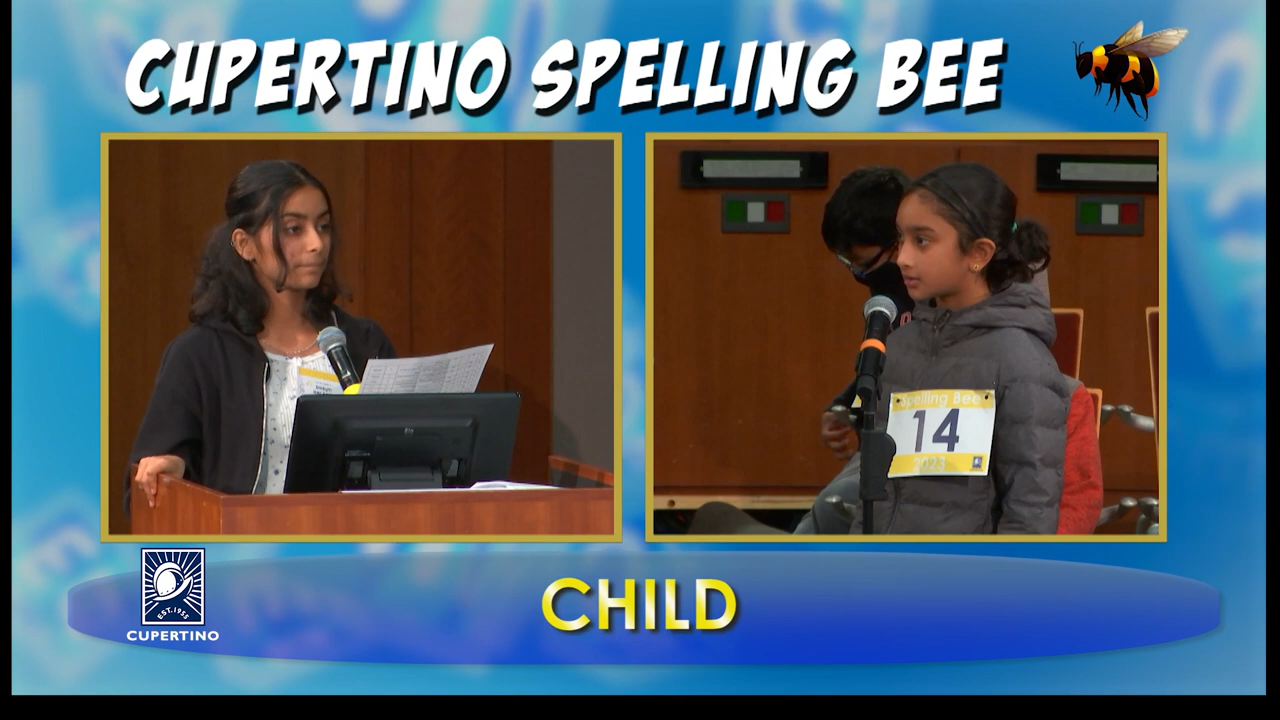 CUPERTINO SPELLING BEE
Spelling Bee
14
2023
CHILD
EST. 1955
CUPERTINO